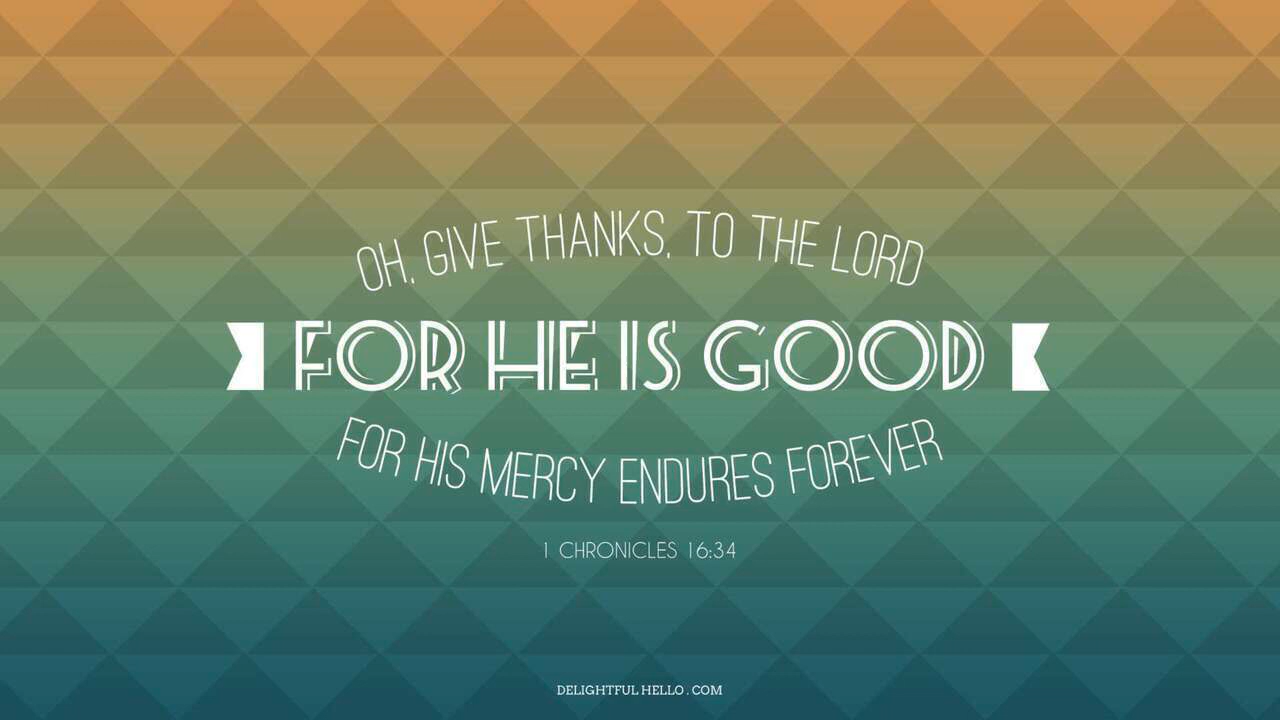 OH, GIVE THANKS, TO THE LORD
FOR HE IS GOOD
FOR HIS MERCY ENDURES FOREVER
1 CHRONICLES 16:34
DELIGHTFUL HELLO . COM